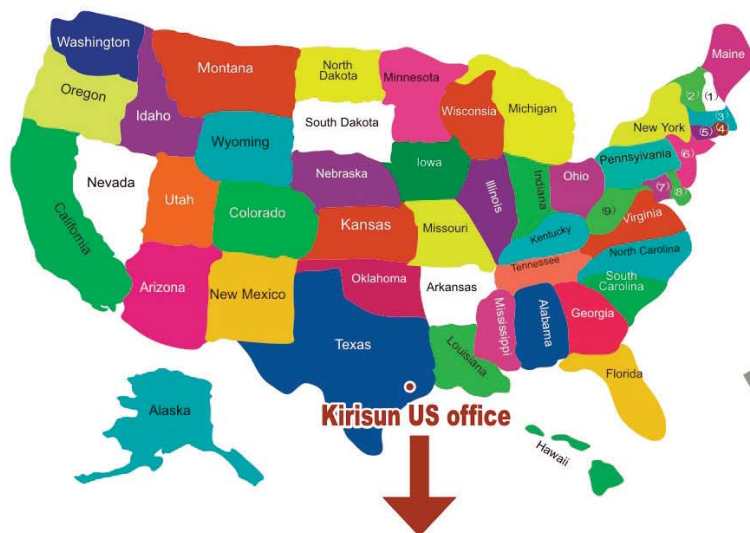 Washington
Maine
Montana
North
Dakota
Minnesota
(2)
(1)
Oregon
Idaho
Wisconsia
Michigan
(3)
South Dakota
New York
(5)
(4)
Wyoming
Pennsyivania
(6)
Nevada
Nebraska
Iowa
Illinois
Indiana
Ohio
(7)
(8)
Utah
Colorado
(9)
California
Kansas
Missouri
Virginia
Kentucky
North Carolina
Tennessee
Oklahoma
South
Carolina
Arizona
New Mexico
Arkansas
Mississippi
Alabama
Georgia
Texas
Louisiana
Florida
Alaska
Kirisun US office
Hawaii